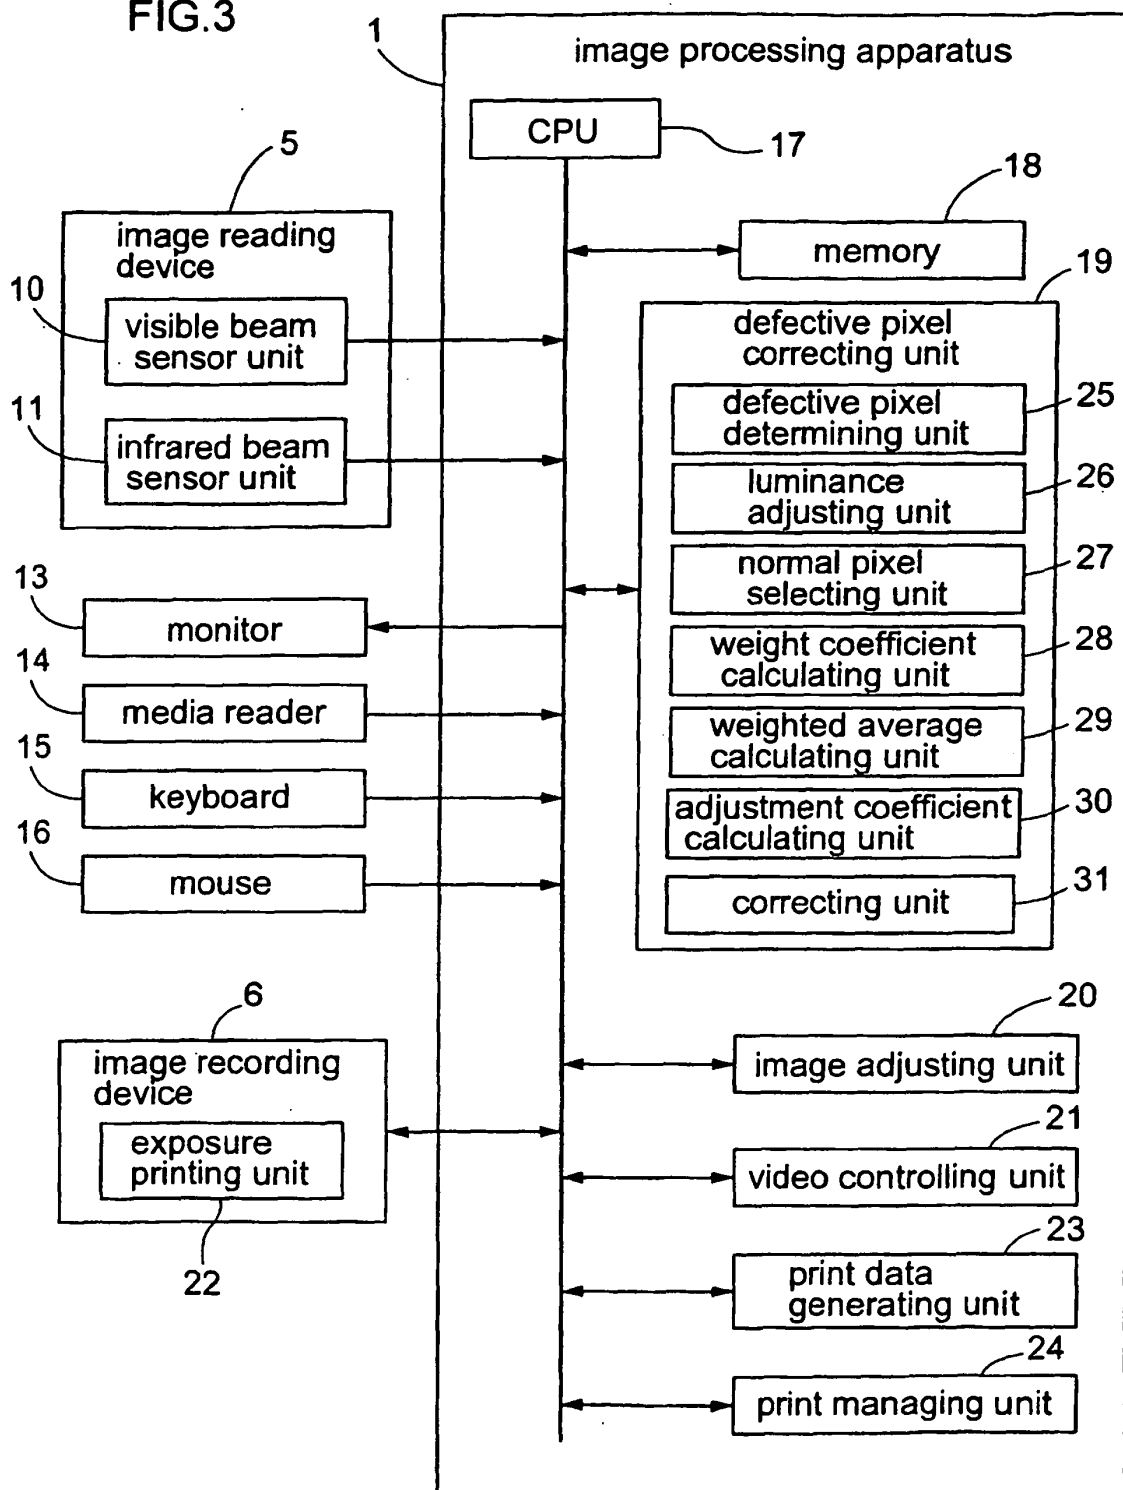 FIG.3
1
image processing apparatus
CPU
17
5
18
image reading
device
memory
19
10
visible beam
sensor unit
defective pixel
correcting unit
11
infrared beam
sensor unit
defective pixel
determining unit
25
luminance
adjusting unit
26
normal pixel
selecting unit
27
13
monitor
weight coefficient
calculating unit
28
14
media reader
weighted average
calculating unit
29
15
keyboard
adjustment coefficient
calculating unit
30
16
mouse
correcting unit
31
6
20
image recording
device
image adjusting unit
exposure
printing unit
21
video controlling unit
22
23
print data
generating unit
24
print managing unit